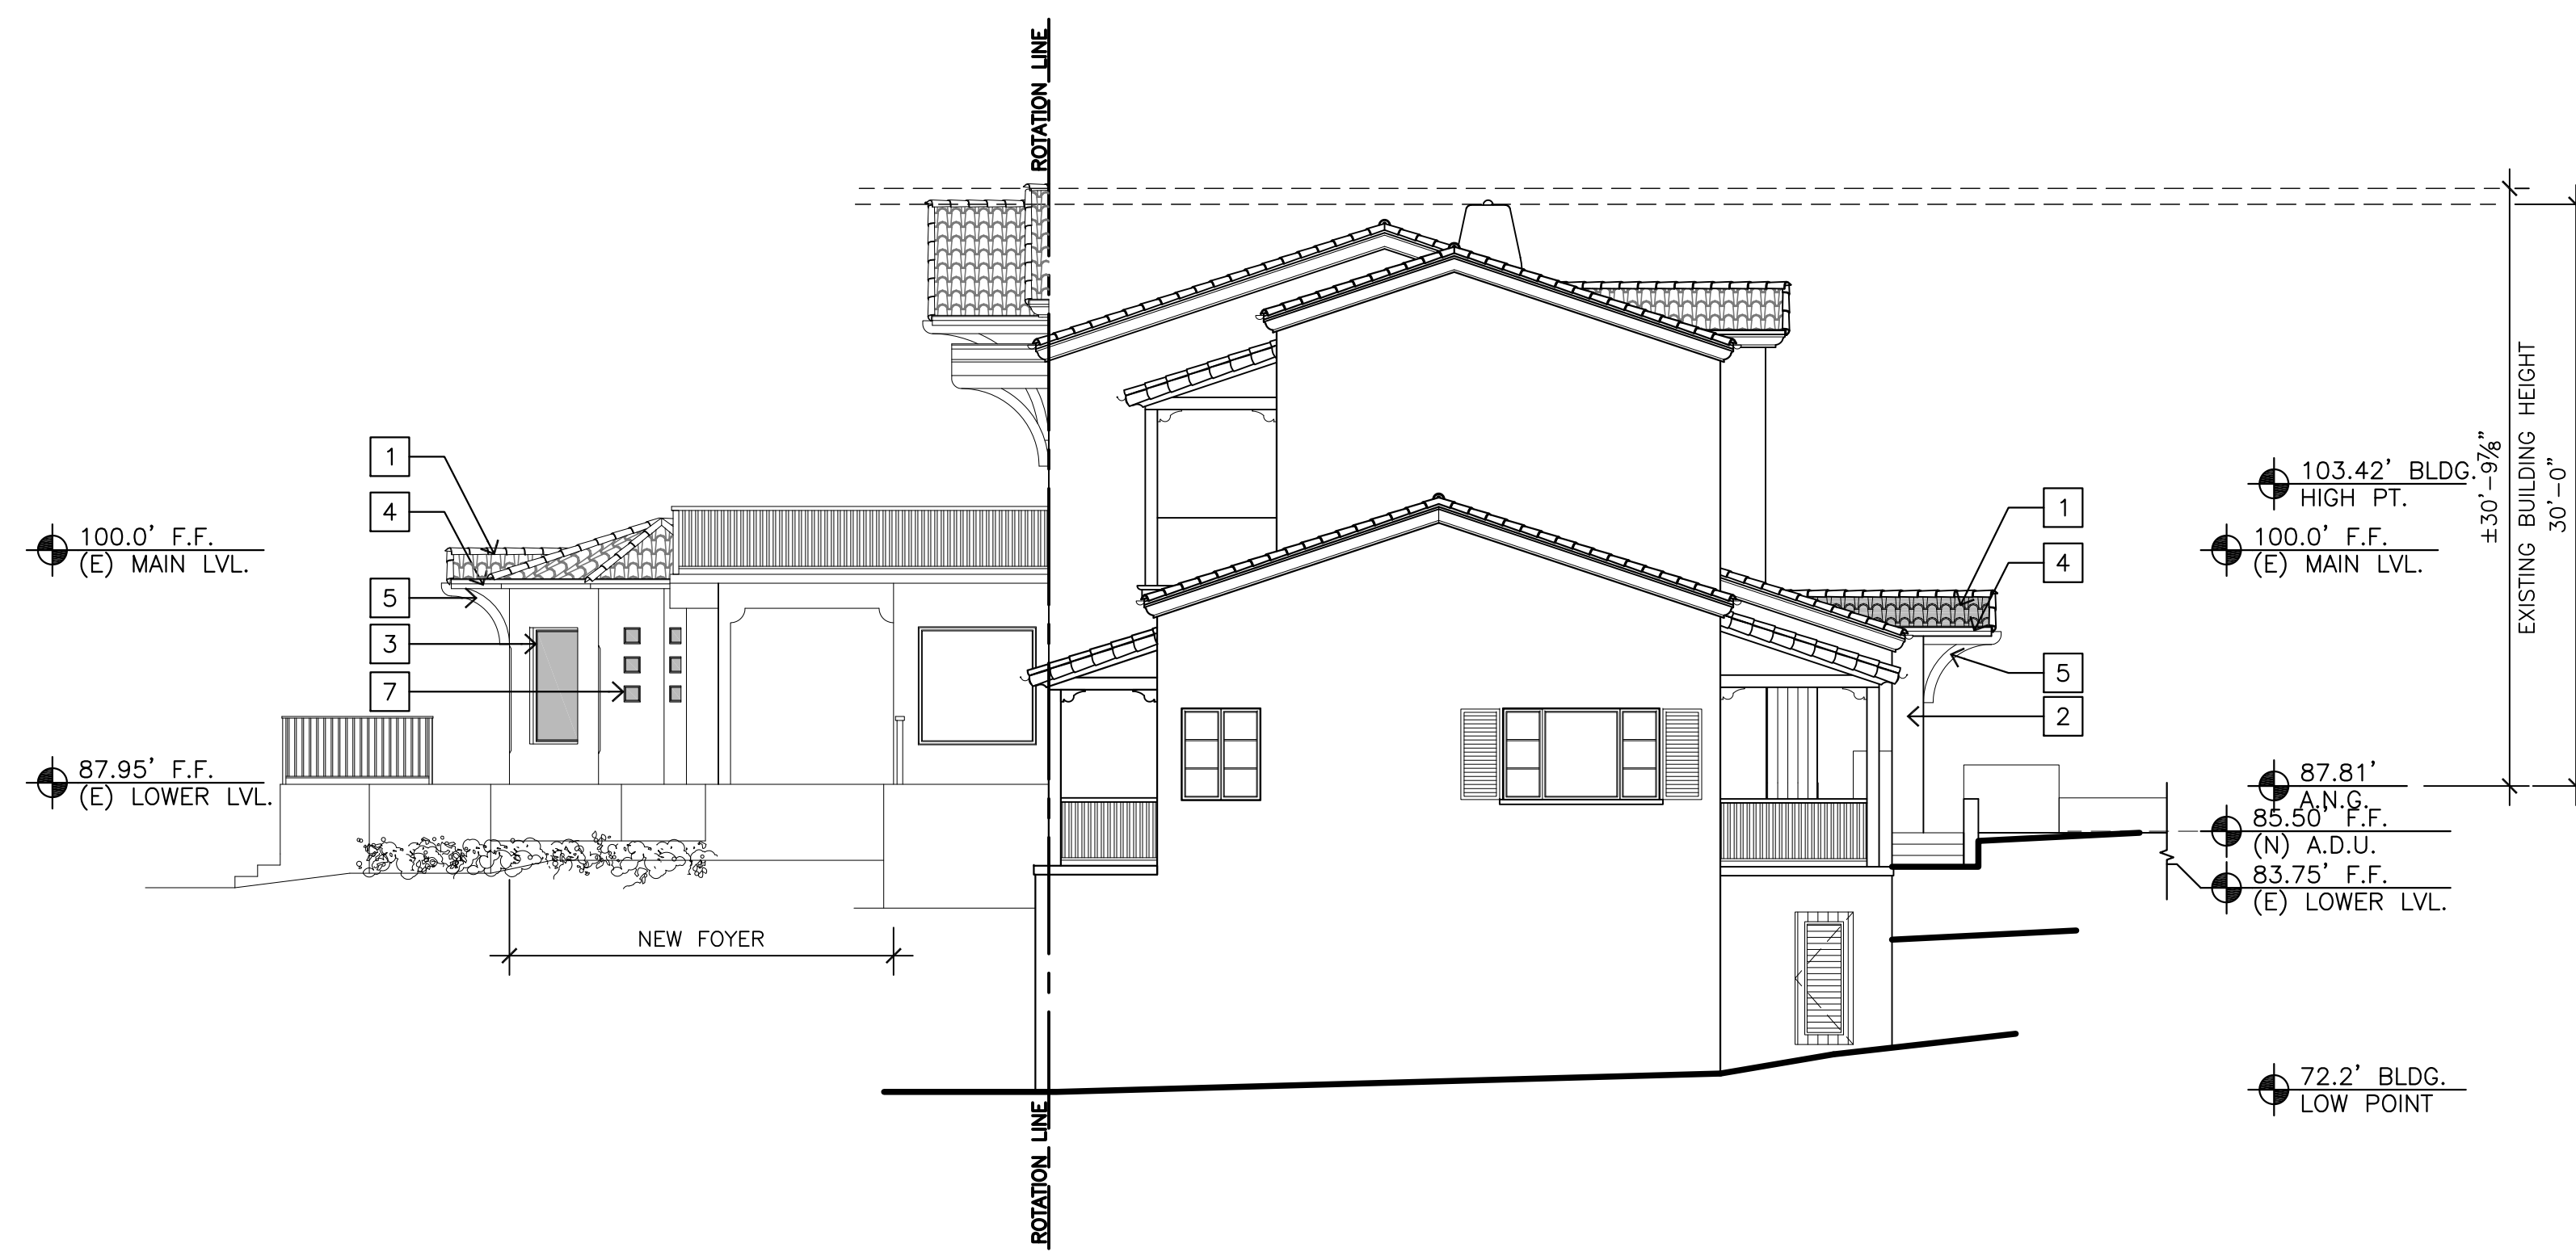 ROTATION LINE
1
4
5
3
7
100.0' F.F.
(E) MAIN LVL.
87.95' F.F.
(E) LOWER LVL.
NEW FOYER
1
4
5
2
103.42' BLDG.
HIGH PT.
100.0' F.F.
(E) MAIN LVL.
87.81'
A.N.G.
85.50' F.F.
(N) A.D.U.
83.75' F.F.
(E) LOWER LVL.
72.2' BLDG.
LOW POINT
±30'-9⅞"
EXISTING BUILDING HEIGHT
30'-0"
ROTATION LINE